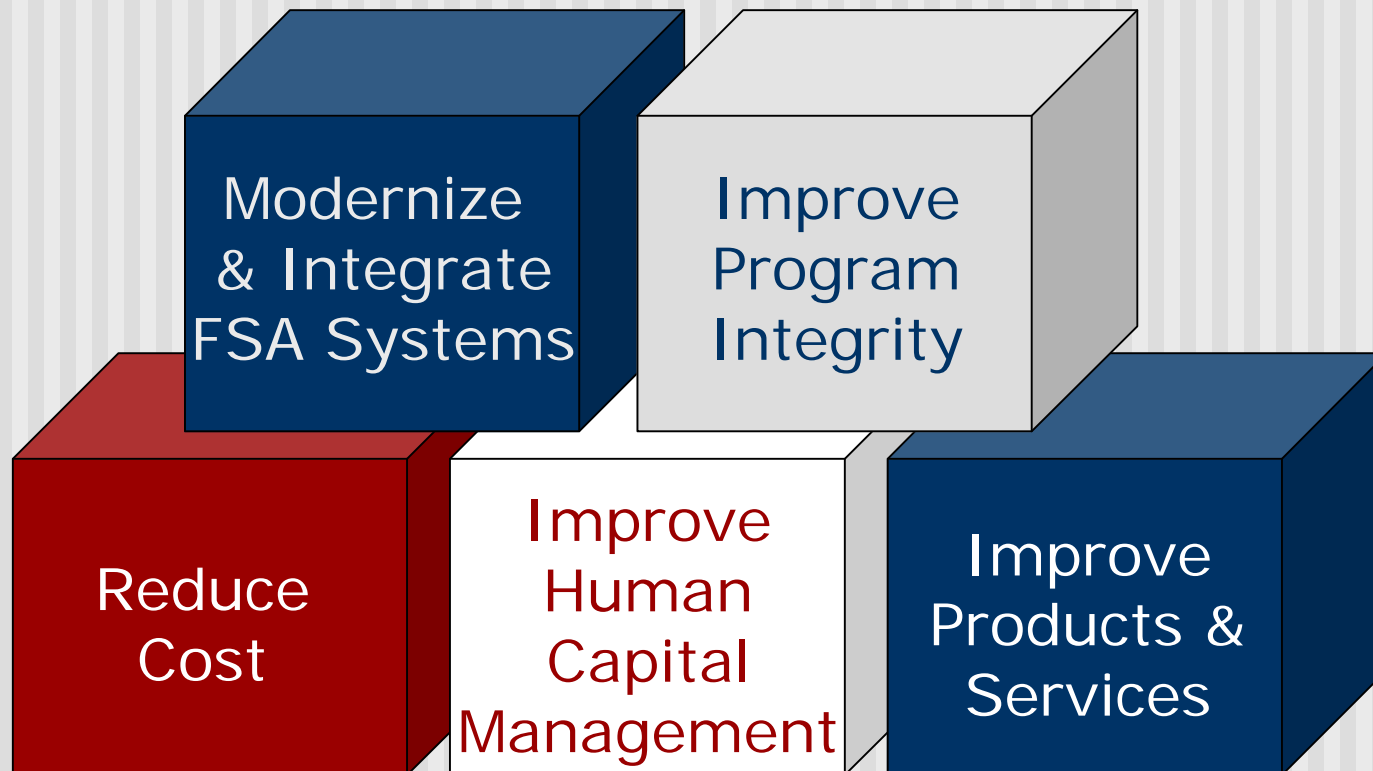 Modernize
& Integrate
FSA Systems
Improve
Program
Integrity
Reduce
Cost
Improve
Human
Capital
Management
Improve
Products &
Services